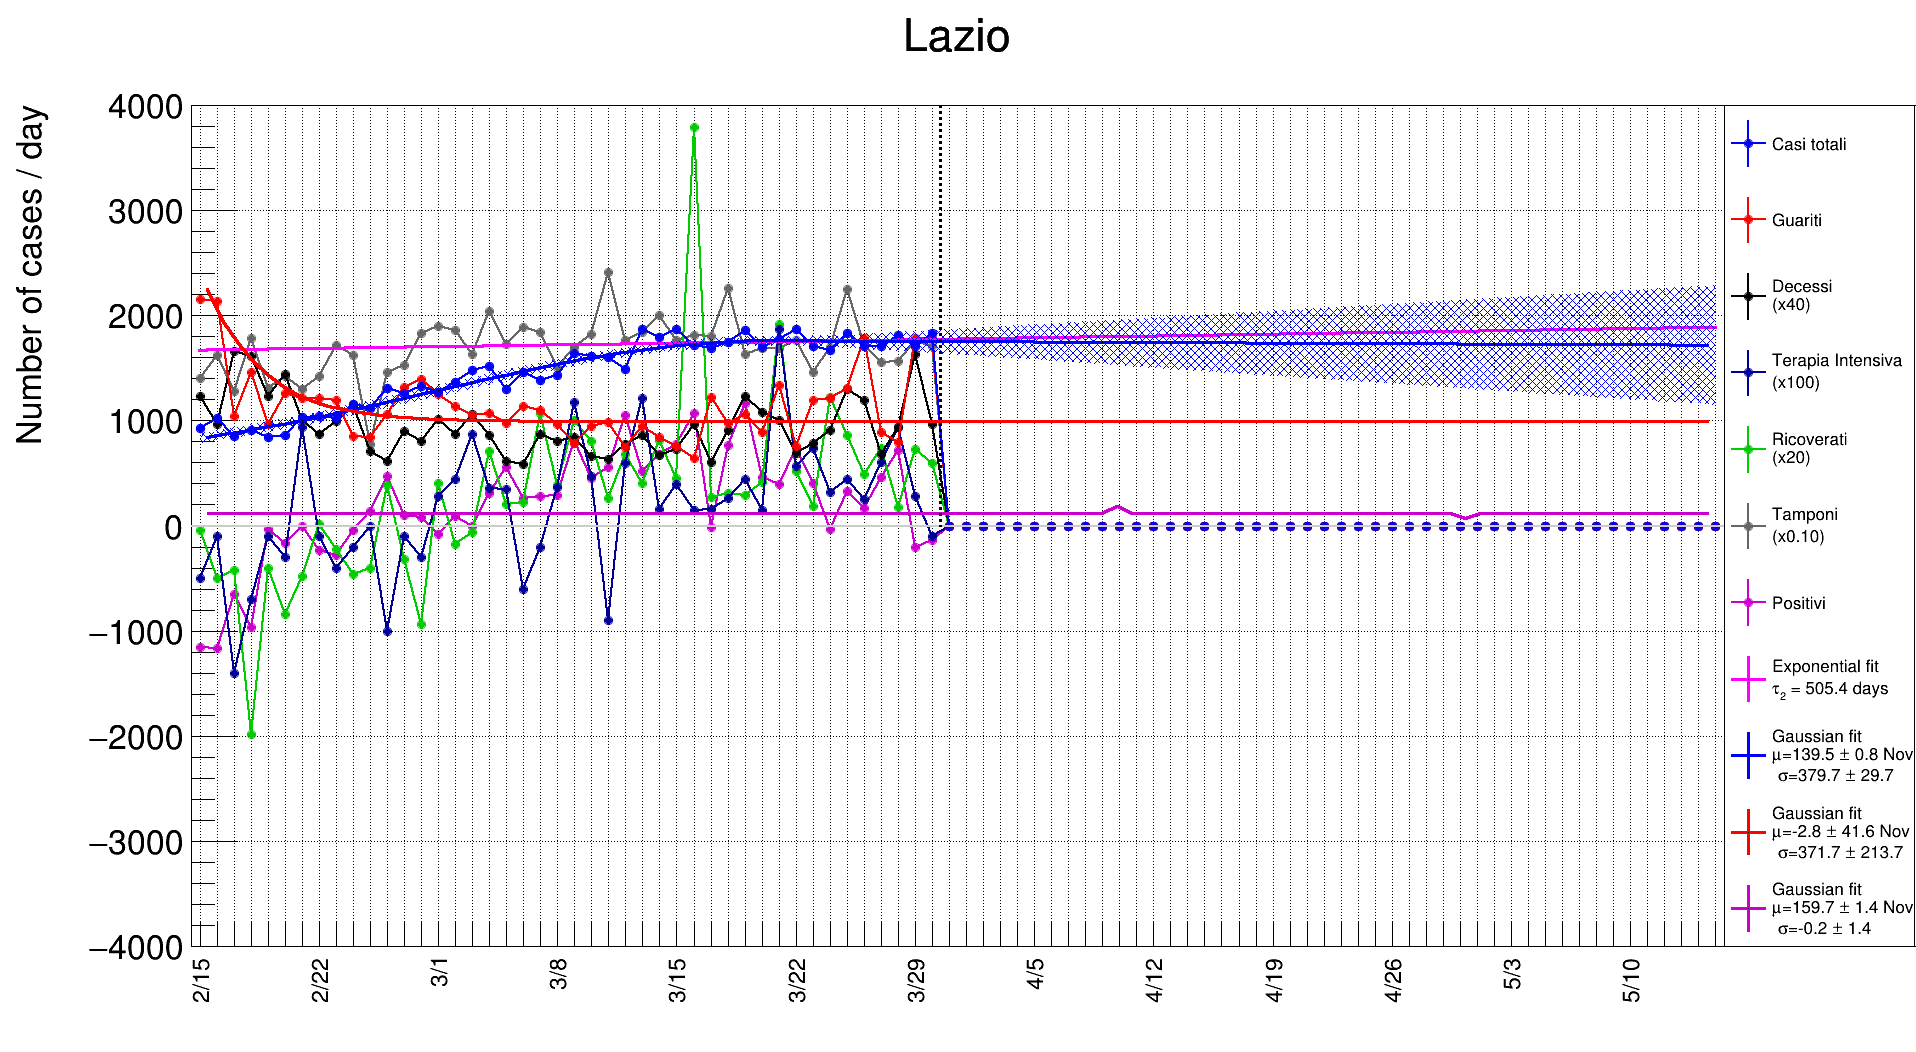 Lazio
Number of cases / day
4000
3000
2000
1000
0
−1000
−2000
−3000
−4000
2/15
2/22
3/1
3/8
3/15
3/22
3/29
4/5
4/12
4/19
4/26
5/3
5/10
Casi totali
Guariti
Decessi
(x40)
Terapia Intensiva
(x100)
Ricoverati
(x20)
Tamponi
(x0.10)
Positivi
Exponential fit
τ2 = 505.4 days
Gaussian fit
μ=139.5 ± 0.8 Nov
σ=379.7 ± 29.7
Gaussian fit
μ=-2.8 ± 41.6 Nov
σ=371.7 ± 213.7
Gaussian fit
μ=159.7 ± 1.4 Nov
σ=-0.2 ± 1.4